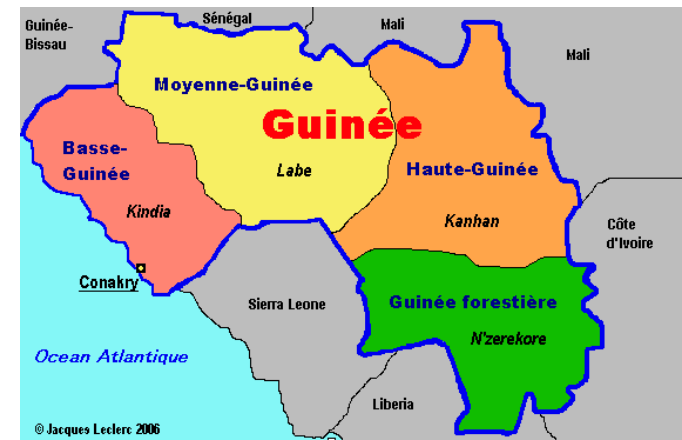 Guinée-
Bissau
Sénégal
Mali
Mali
Moyenne-Guinée
Guinée
Basse-
Guinée
Labe
Haute-Guinée
Kindia
Kanhan
Côte
d'Ivoire
Conakry
Sierra Leone
Guinée forestière
N'zerekore
Ocean Atlantique
Liberia
© Jacques Leclerc 2006